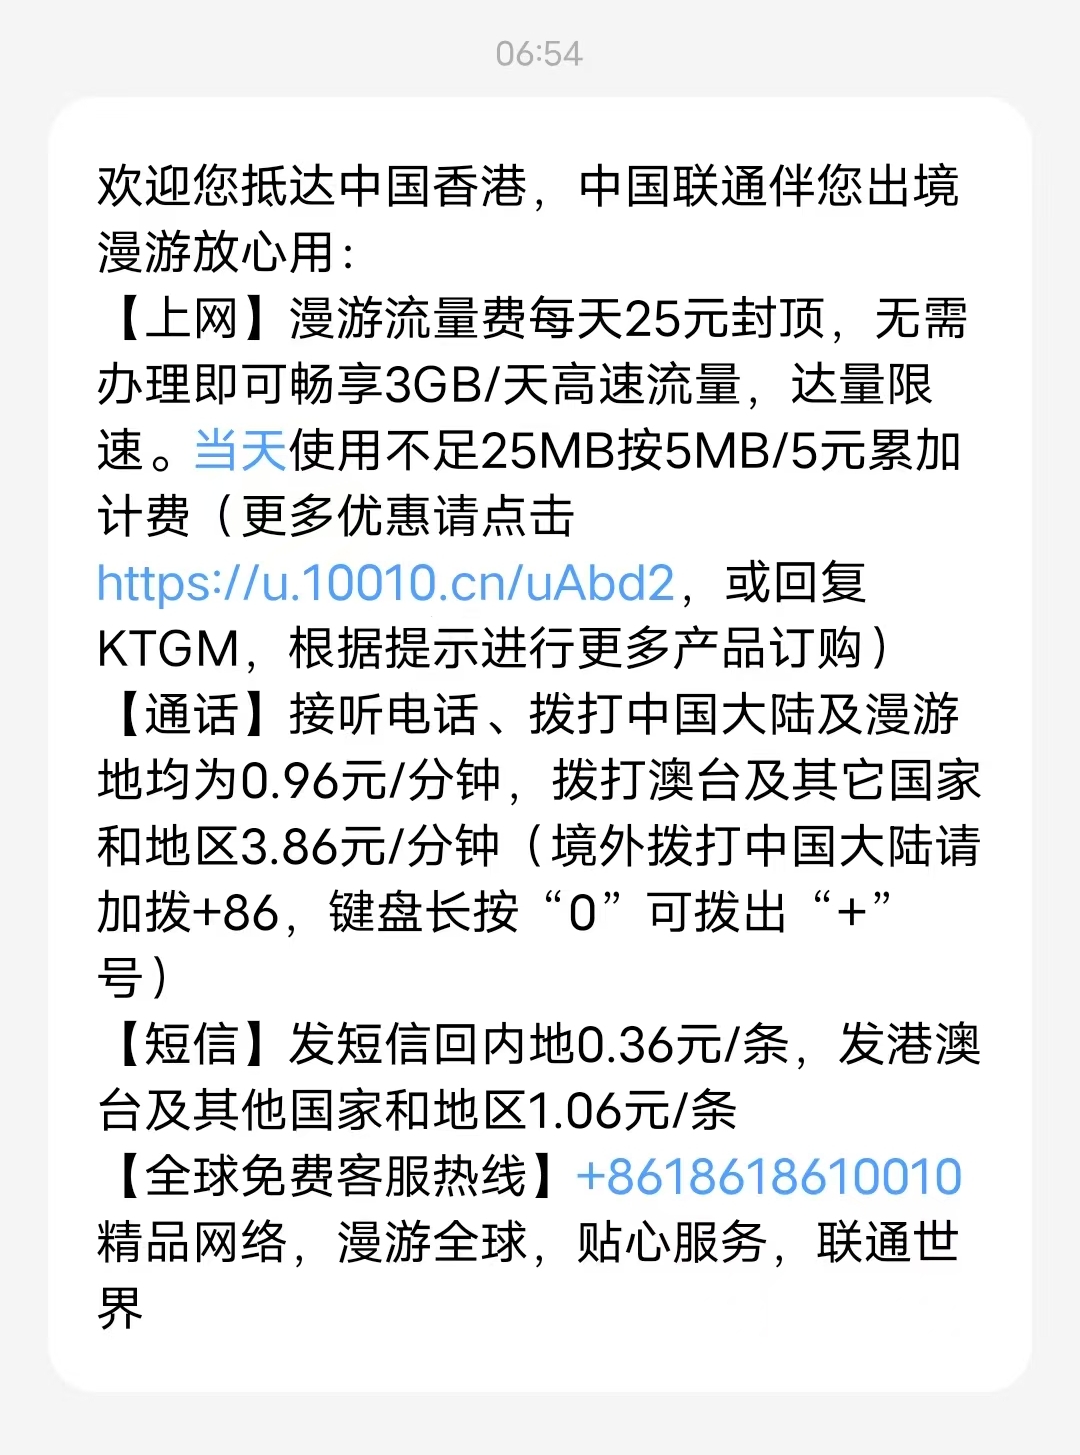 06:54
欢迎您抵达中国香港，中国联通伴您出境
漫游放心用：
【上网】漫游流量费每天25元封顶，无需
办理即可畅享3GB/天高速流量，达量限
速。当天使用不足25MB按5MB/5元累加
计费（更多优惠请点击
https://u.10010.cn/uAbd2，或回复
KTGM，根据提示进行更多产品订购）
【通话】接听电话、拨打中国大陆及漫游
地均为0.96元/分钟，拨打澳台及其它国家
和地区3.86元/分钟（境外拨打中国大陆请
加拨+86，键盘长按“0”可拨出“+”
号）
【短信】发短信回内地0.36元/条，发港澳
台及其他国家和地区1.06元/条
【全球免费客服热线】+8618618610010
精品网络，漫游全球，贴心服务，联通世
界